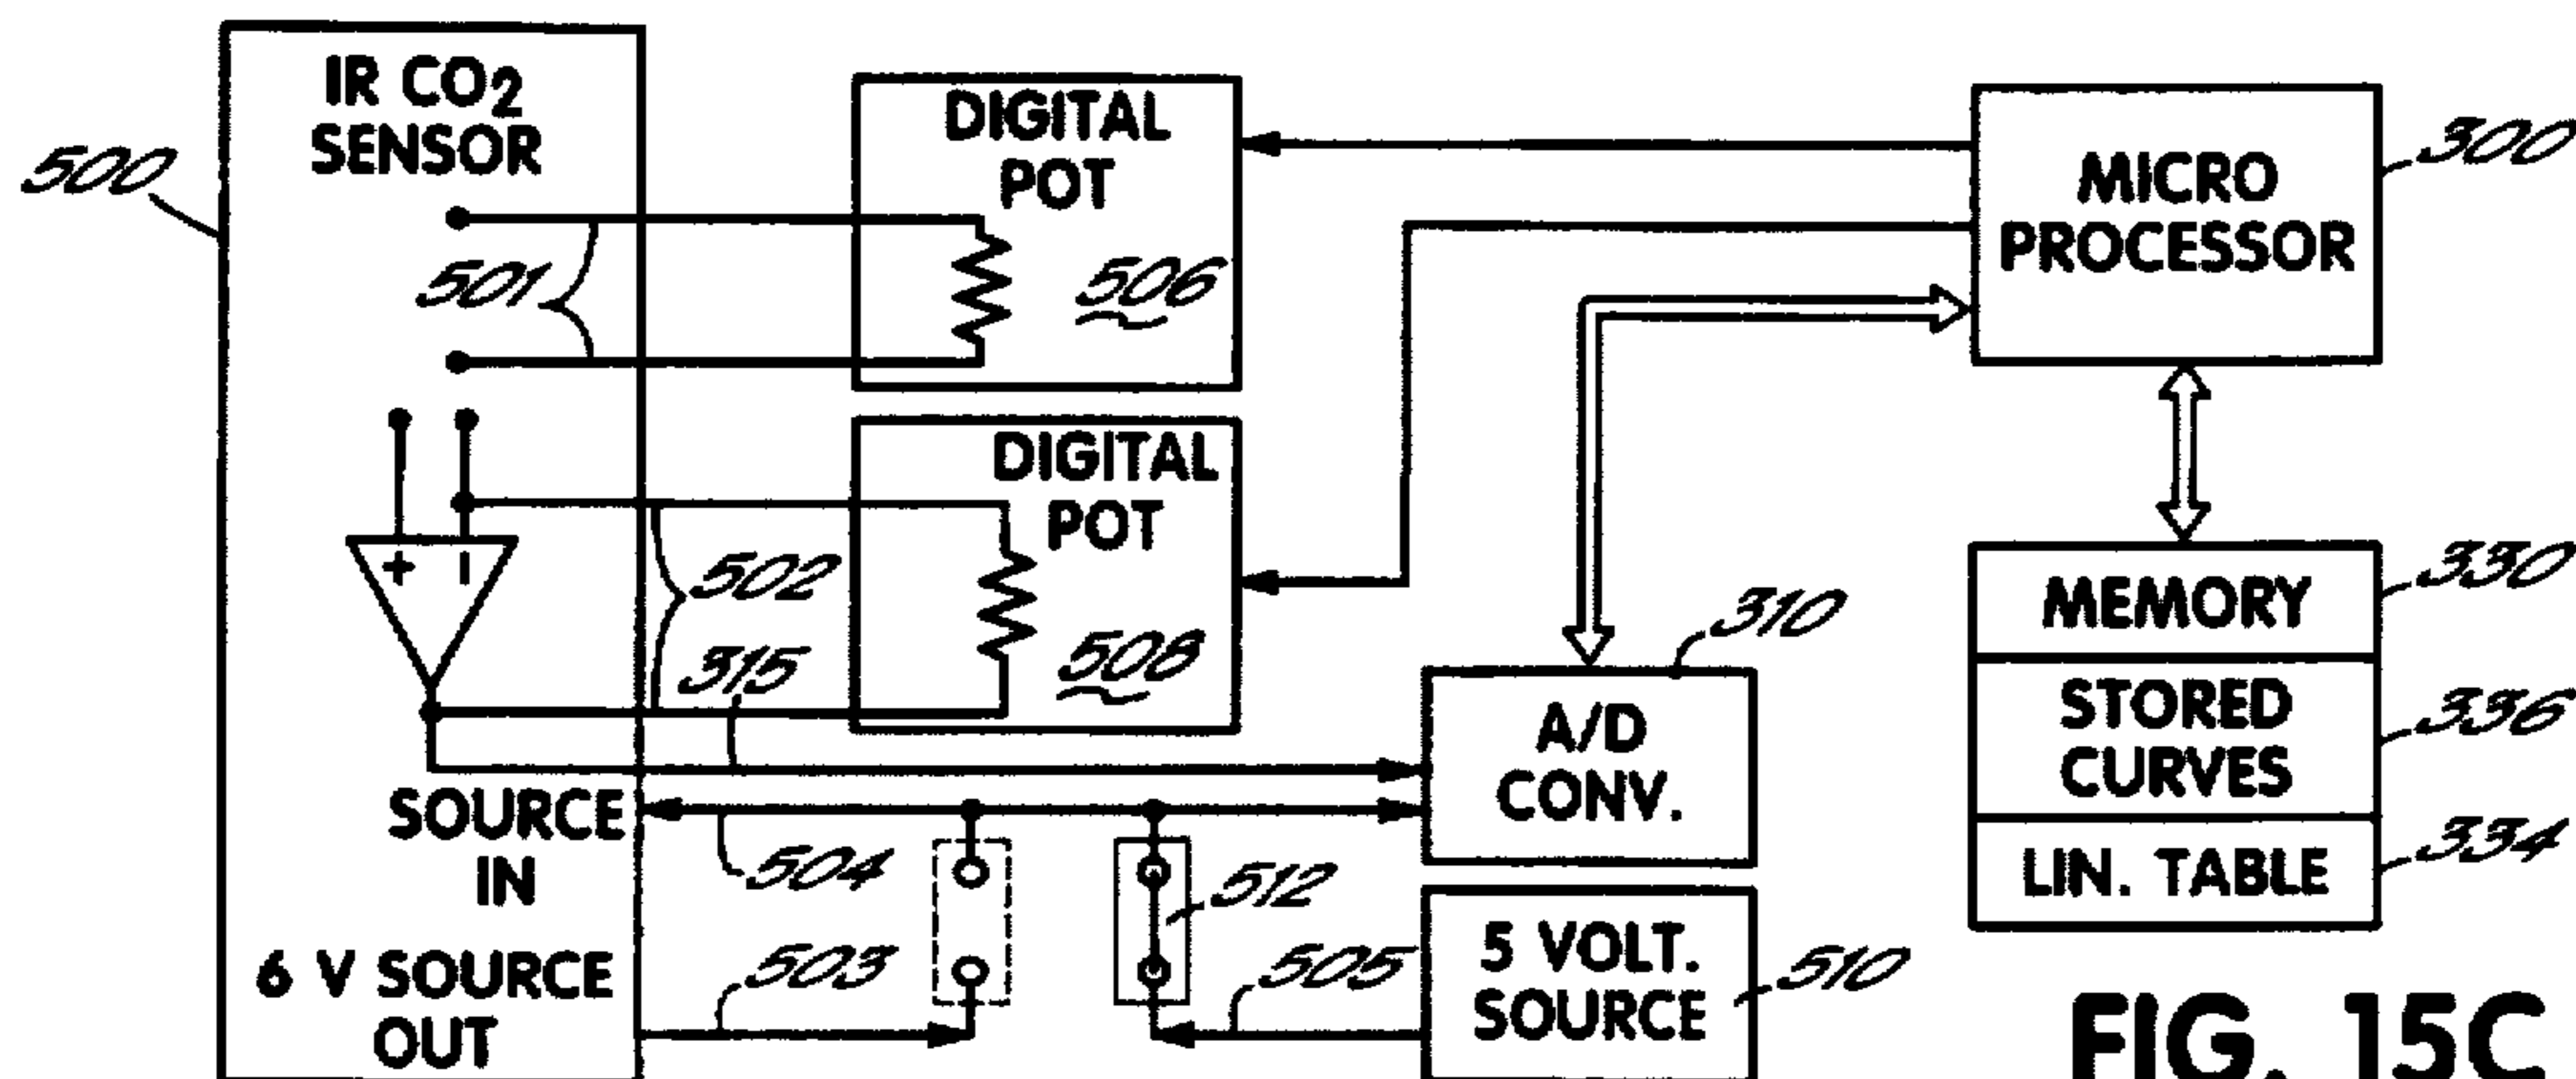 IR CO2
SENSOR
500
501
DIGITAL
POT
506
MICRO
PROCESSOR
300
+ -
502
315
DIGITAL
POT
508
310
A/D
CONV.
MEMORY
330
STORED
CURVES
336
LIN. TABLE
334
SOURCE
IN
504
512
6 V SOURCE
OUT
503
505
5 VOLT.
SOURCE
510
FIG. 15C